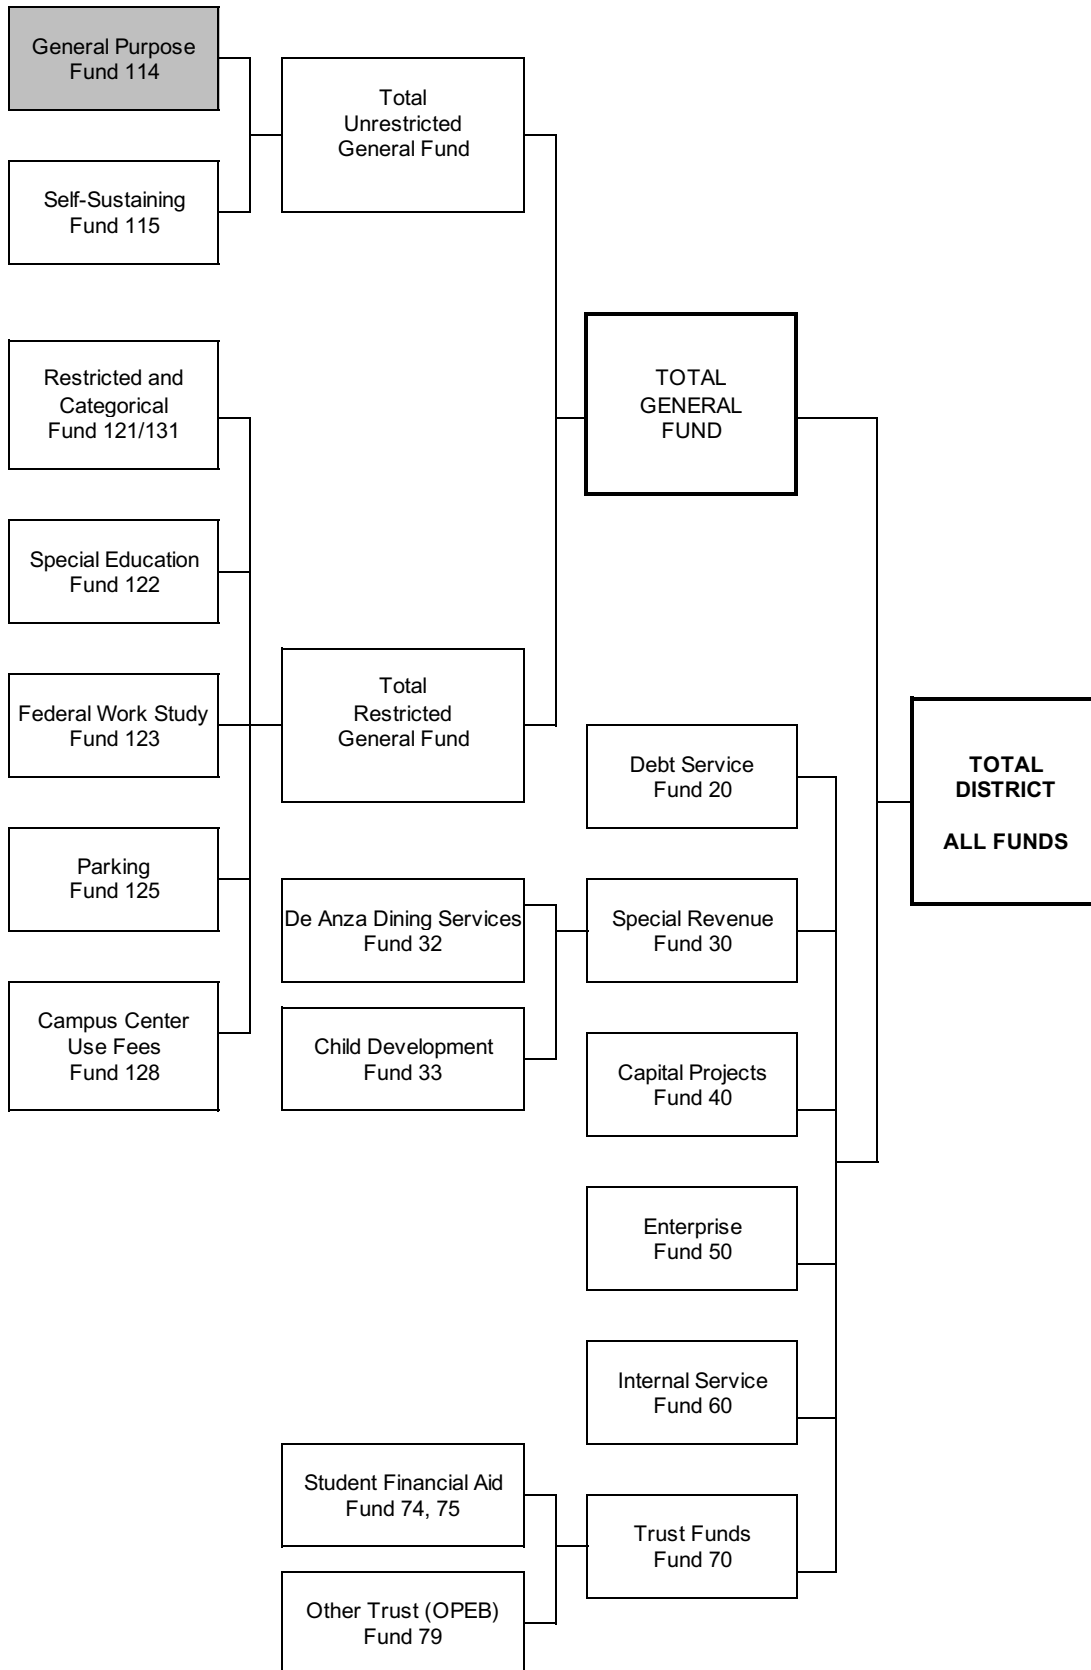 General Purpose
Fund 114
Total
Unrestricted
General Fund
Self-Sustaining
Fund 115
Restricted and
Categorical
Fund 121/131
TOTAL
GENERAL
FUND
Special Education
Fund 122
Federal Work Study
Fund 123
Total
Restricted
General Fund
Debt Service
Fund 20
TOTAL
DISTRICT
ALL FUNDS
Parking
Fund 125
De Anza Dining Services
Fund 32
Special Revenue
Fund 30
Campus Center
Use Fees
Fund 128
Child Development
Fund 33
Capital Projects
Fund 40
Enterprise
Fund 50
Internal Service
Fund 60
Student Financial Aid
Fund 74, 75
Trust Funds
Fund 70
Other Trust (OPEB)
Fund 79